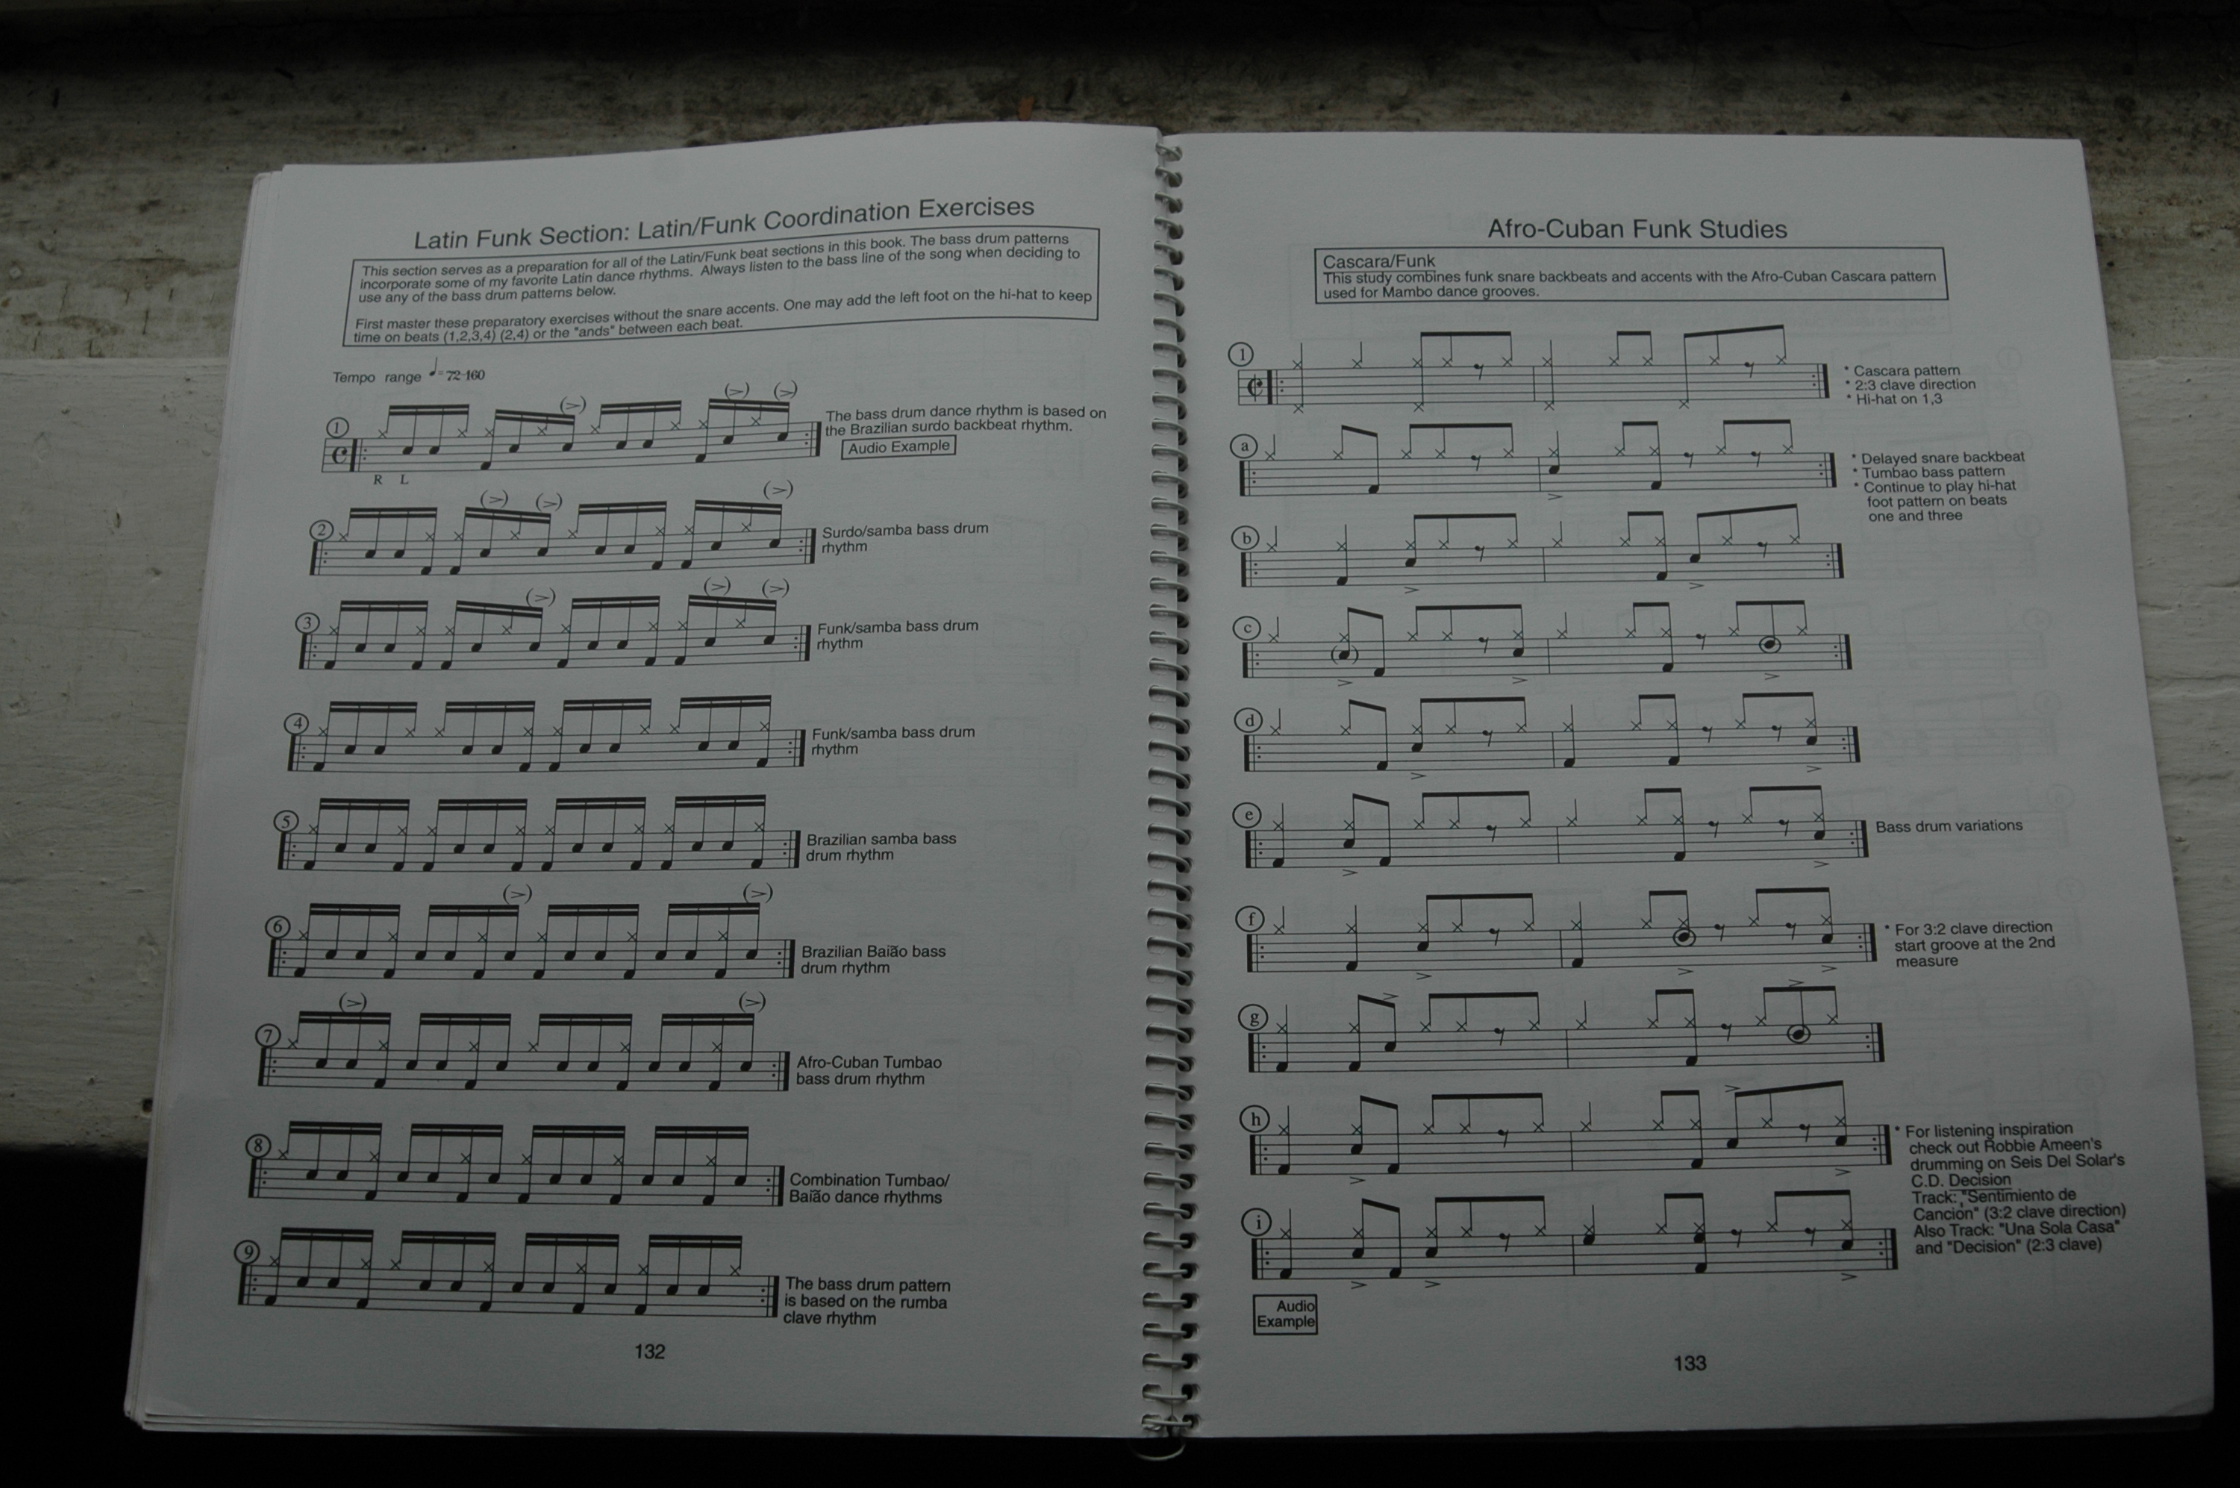 Latin Funk Section: Latin/Funk Coordination Exercises
This section serves as a preparation for all of the Latin/Funk beat sections in this book. The bass drum patterns
incorporate some of my favorite Latin dance rhythms. Always listen to the bass line of the song when deciding to
use any of the bass drum patterns below.
First master these preparatory exercises without the snare accents. One may add the left foot on the hi-hat to keep
time on beats (1,2,3,4) (2,4) or the "ands" between each beat.
Tempo range ♩=72-160
1
The bass drum dance rhythm is based on
the Brazilian surdo backbeat rhythm.
Audio Example
R L
2
Surdo/samba bass drum
rhythm
3
Funk/samba bass drum
rhythm
4
Funk/samba bass drum
rhythm
5
Brazilian samba bass
drum rhythm
6
Brazilian Baião bass
drum rhythm
7
Afro-Cuban Tumbao
bass drum rhythm
8
Combination Tumbao/
Baião dance rhythms
9
The bass drum pattern
is based on the rumba
clave rhythm
132
Afro-Cuban Funk Studies
Cascara/Funk
This study combines funk snare backbeats and accents with the Afro-Cuban Cascara pattern
used for Mambo dance grooves.
1
* Cascara pattern
* 2:3 clave direction
* Hi-hat on 1,3
a
* Delayed snare backbeat
* Tumbao bass pattern
* Continue to play hi-hat
foot pattern on beats
one and three
b
c
d
e
Bass drum variations
f
* For 3:2 clave direction
start groove at the 2nd
measure
g
h
* For listening inspiration
check out Robbie Ameen's
drumming on Seis Del Solar's
C.D. Decision
Track: "Sentimiento de
Canción" (3:2 clave direction)
Also Track: "Una Sola Casa"
and "Decision" (2:3 clave)
i
Audio
Example
133